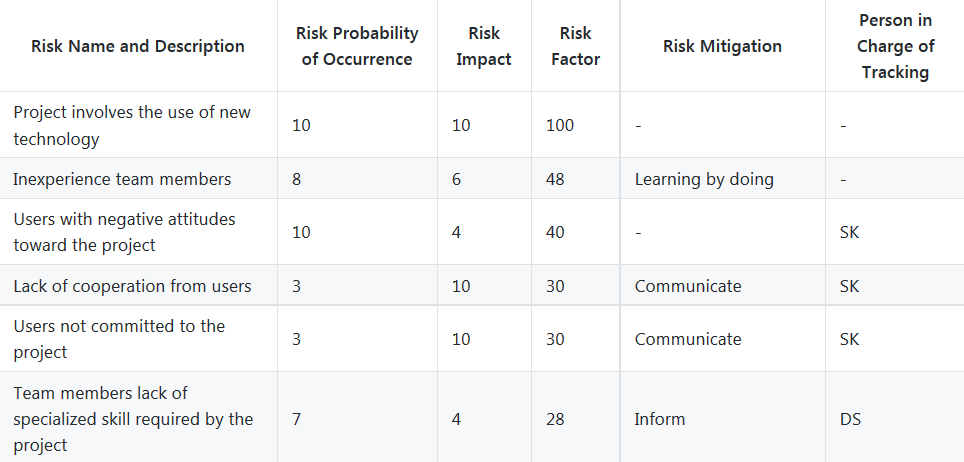 Risk Name and Description
Risk Probability
of Occurrence
Risk
Impact
Risk
Factor
Risk Mitigation
Person in
Charge of
Tracking
Project involves the use of new
technology
10
10
100
-
-
Inexperience team members
8
6
48
Learning by doing
-
Users with negative attitudes
toward the project
10
4
40
-
SK
Lack of cooperation from users
3
10
30
Communicate
SK
Users not committed to the
project
3
10
30
Communicate
SK
Team members lack of
specialized skill required by the
project
7
4
28
Inform
DS